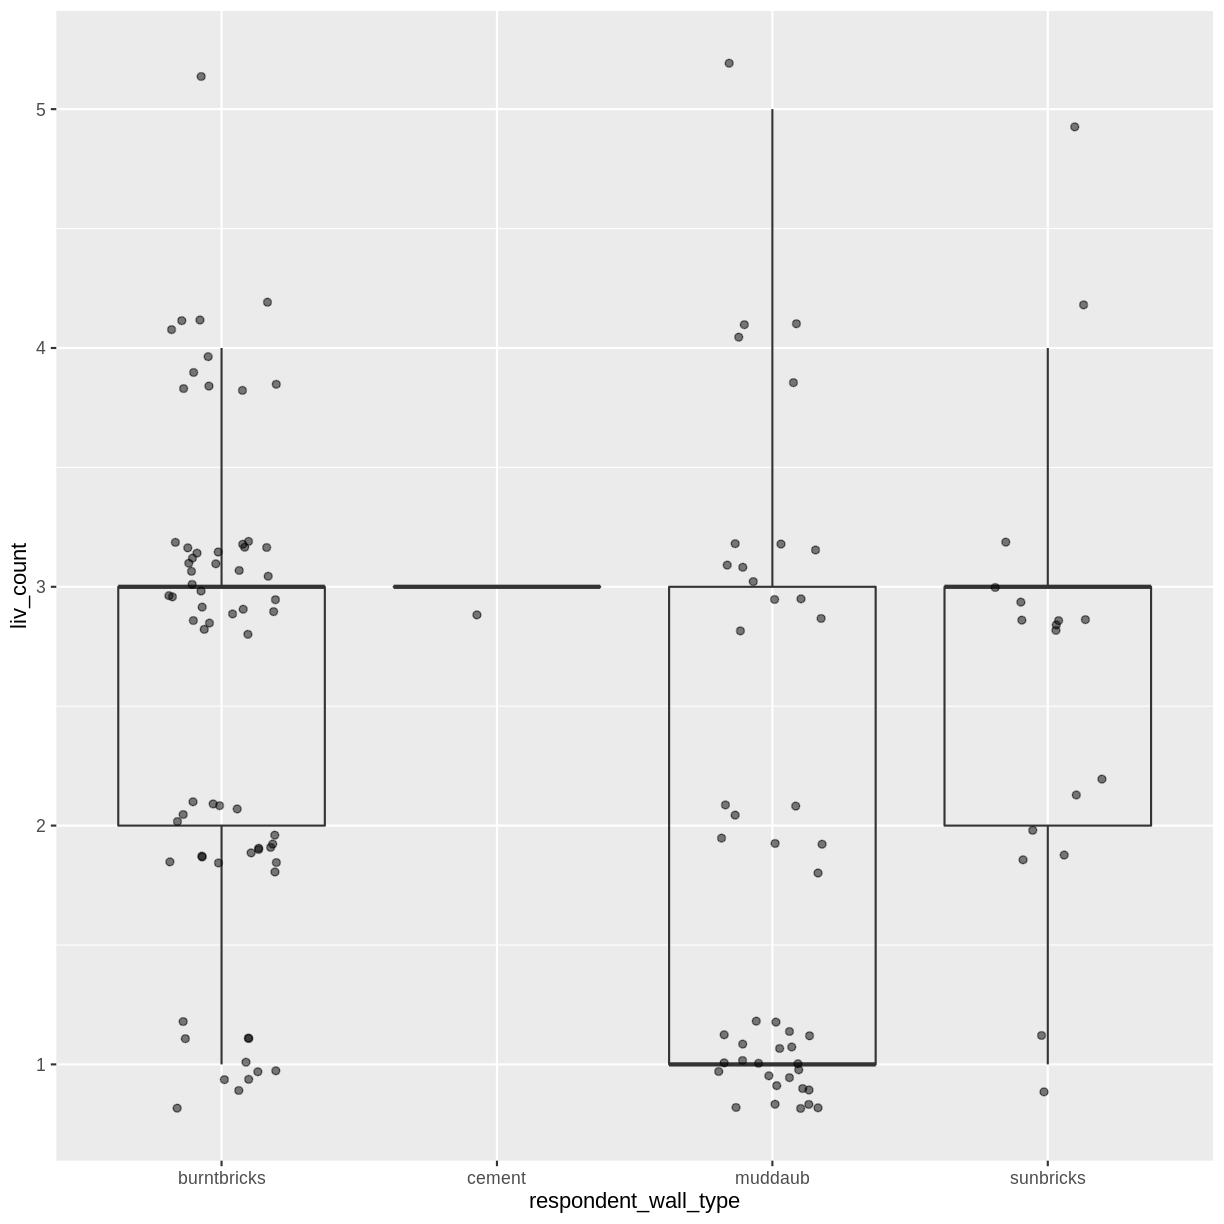 liv_count
5
4
3
2
1
burntbricks
cement
muddaub
sunbricks
respondent_wall_type